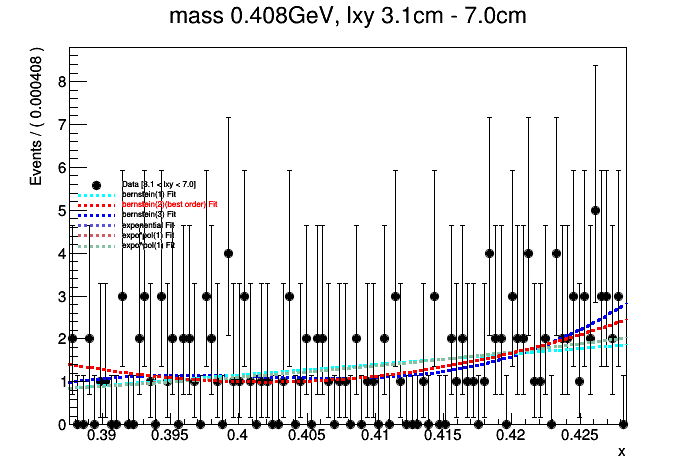 mass 0.408GeV, lxy 3.1cm - 7.0cm
Events / ( 0.000408 )
8
7
6
5
4
3
2
1
0
Data [3.1 < lxy < 7.0]
bernstein(1) Fit
bernstein(2)(best order) Fit
bernstein(3) Fit
exponential Fit
expo*pol(1) Fit
expo*pol(1) Fit
0.39 0.395 0.4 0.405 0.41 0.415 0.42 0.425
x